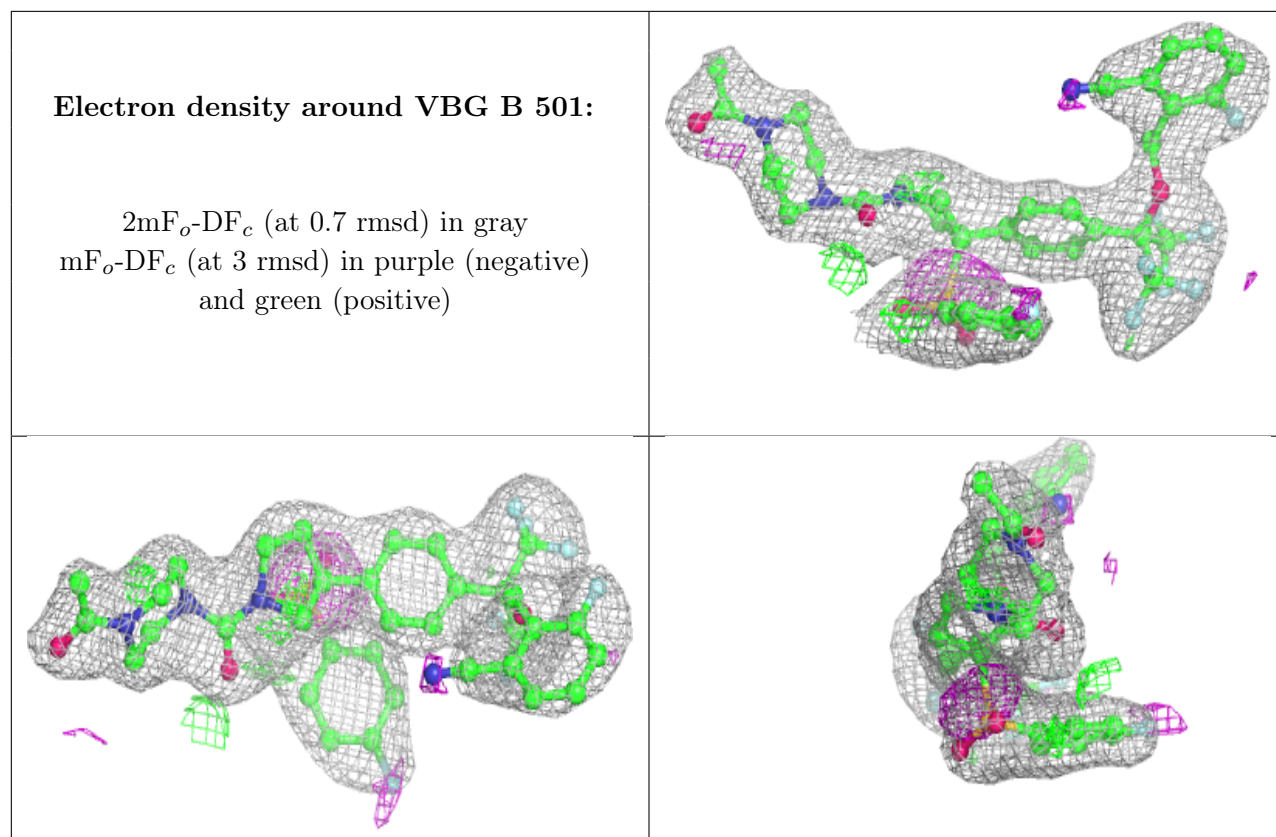 Electron density around VBG B 501:
2mFₒ-DF𝒸 (at 0.7 rmsd) in gray
mFₒ-DF𝒸 (at 3 rmsd) in purple (negative)
and green (positive)